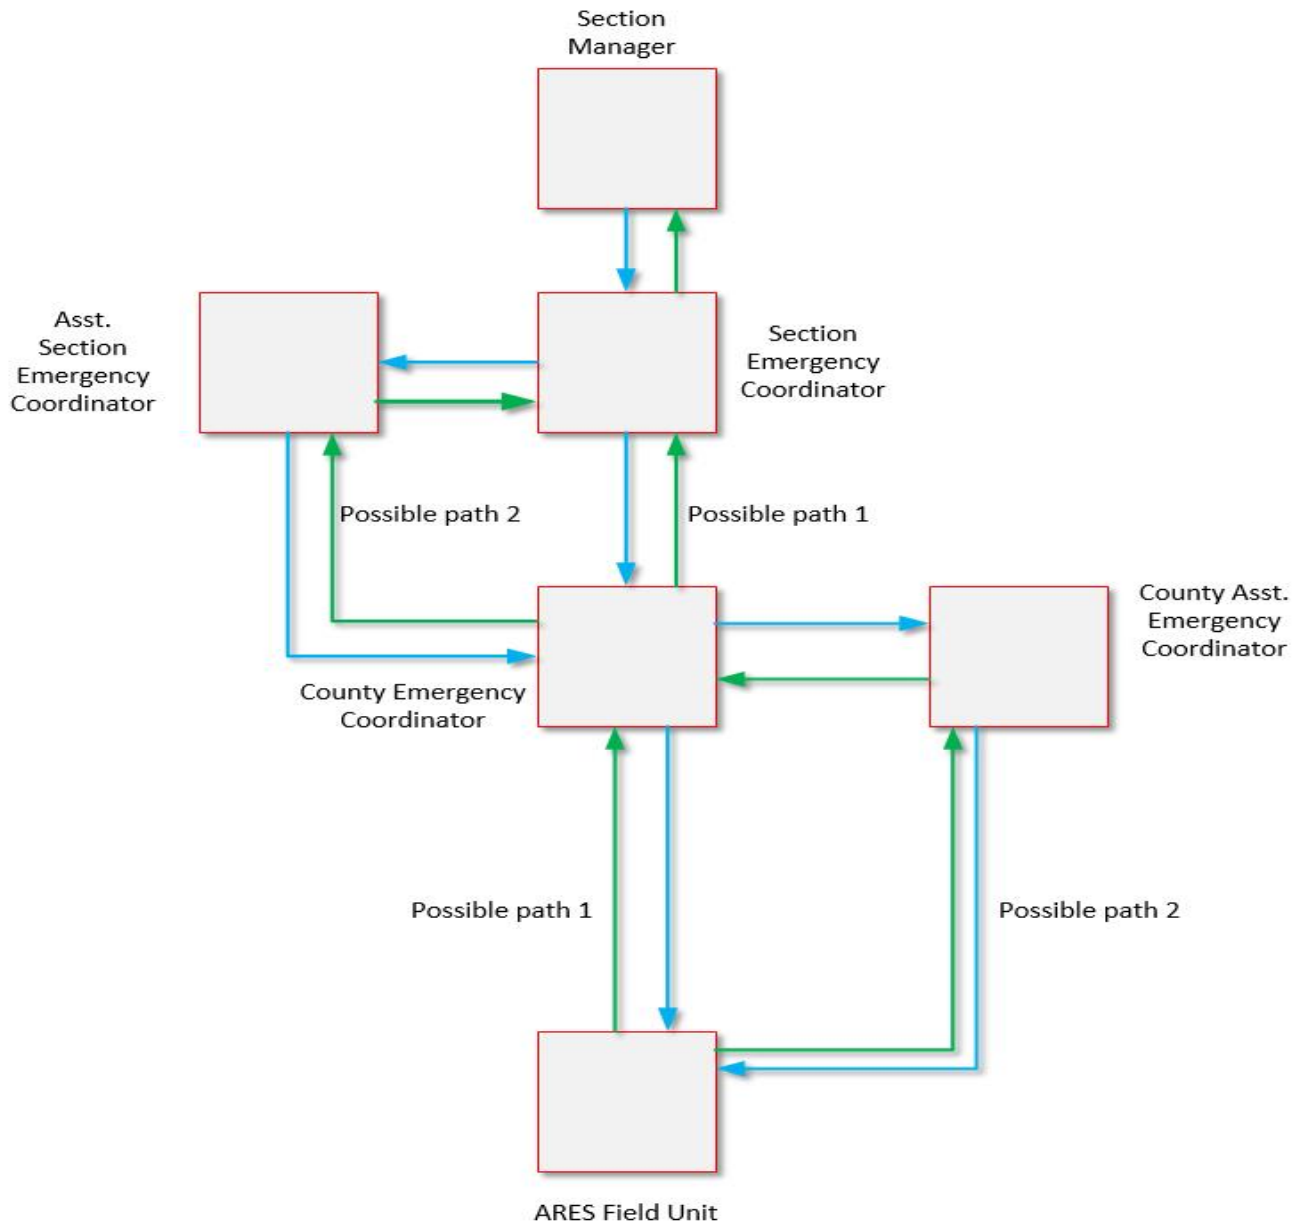 Section
Manager
Asst.
Section
Emergency
Coordinator
Section
Emergency
Coordinator
Possible path 2
Possible path 1
County Asst.
Emergency
Coordinator
County Emergency
Coordinator
Possible path 1
Possible path 2
ARES Field Unit